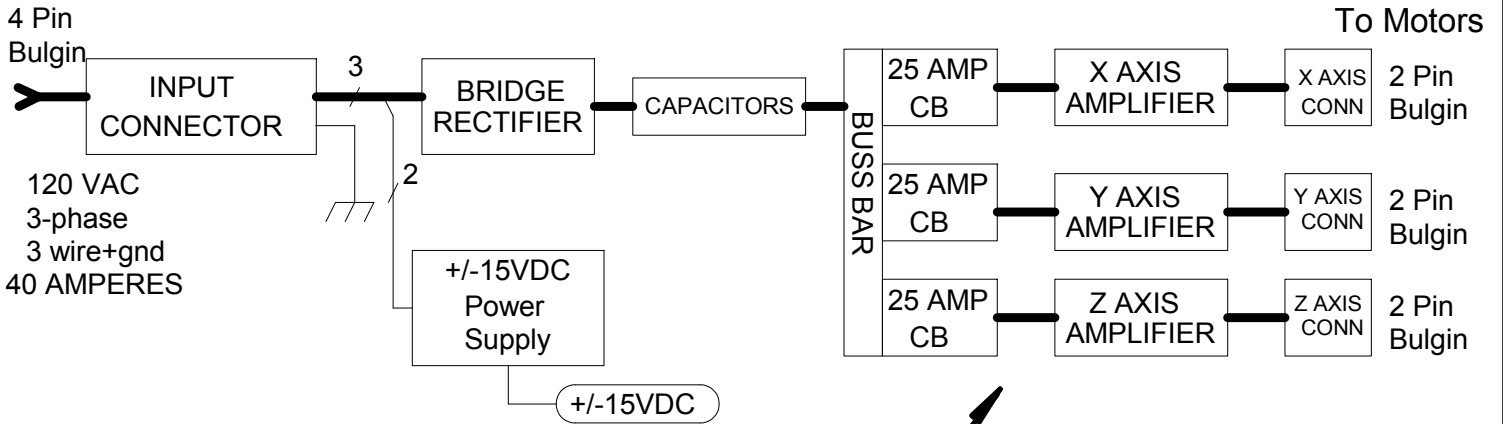 4 Pin
Bulgin
INPUT
CONNECTOR
120 VAC
3-phase
3 wire+gnd
40 AMPERES
3
2
BRIDGE
RECTIFIER
+/-15VDC
Power
Supply
+/-15VDC
CAPACITORS
BUSS BAR
To Motors
25 AMP
CB
X AXIS
AMPLIFIER
X AXIS
CONN
2 Pin
Bulgin
25 AMP
CB
Y AXIS
AMPLIFIER
Y AXIS
CONN
2 Pin
Bulgin
25 AMP
CB
Z AXIS
AMPLIFIER
Z AXIS
CONN
2 Pin
Bulgin